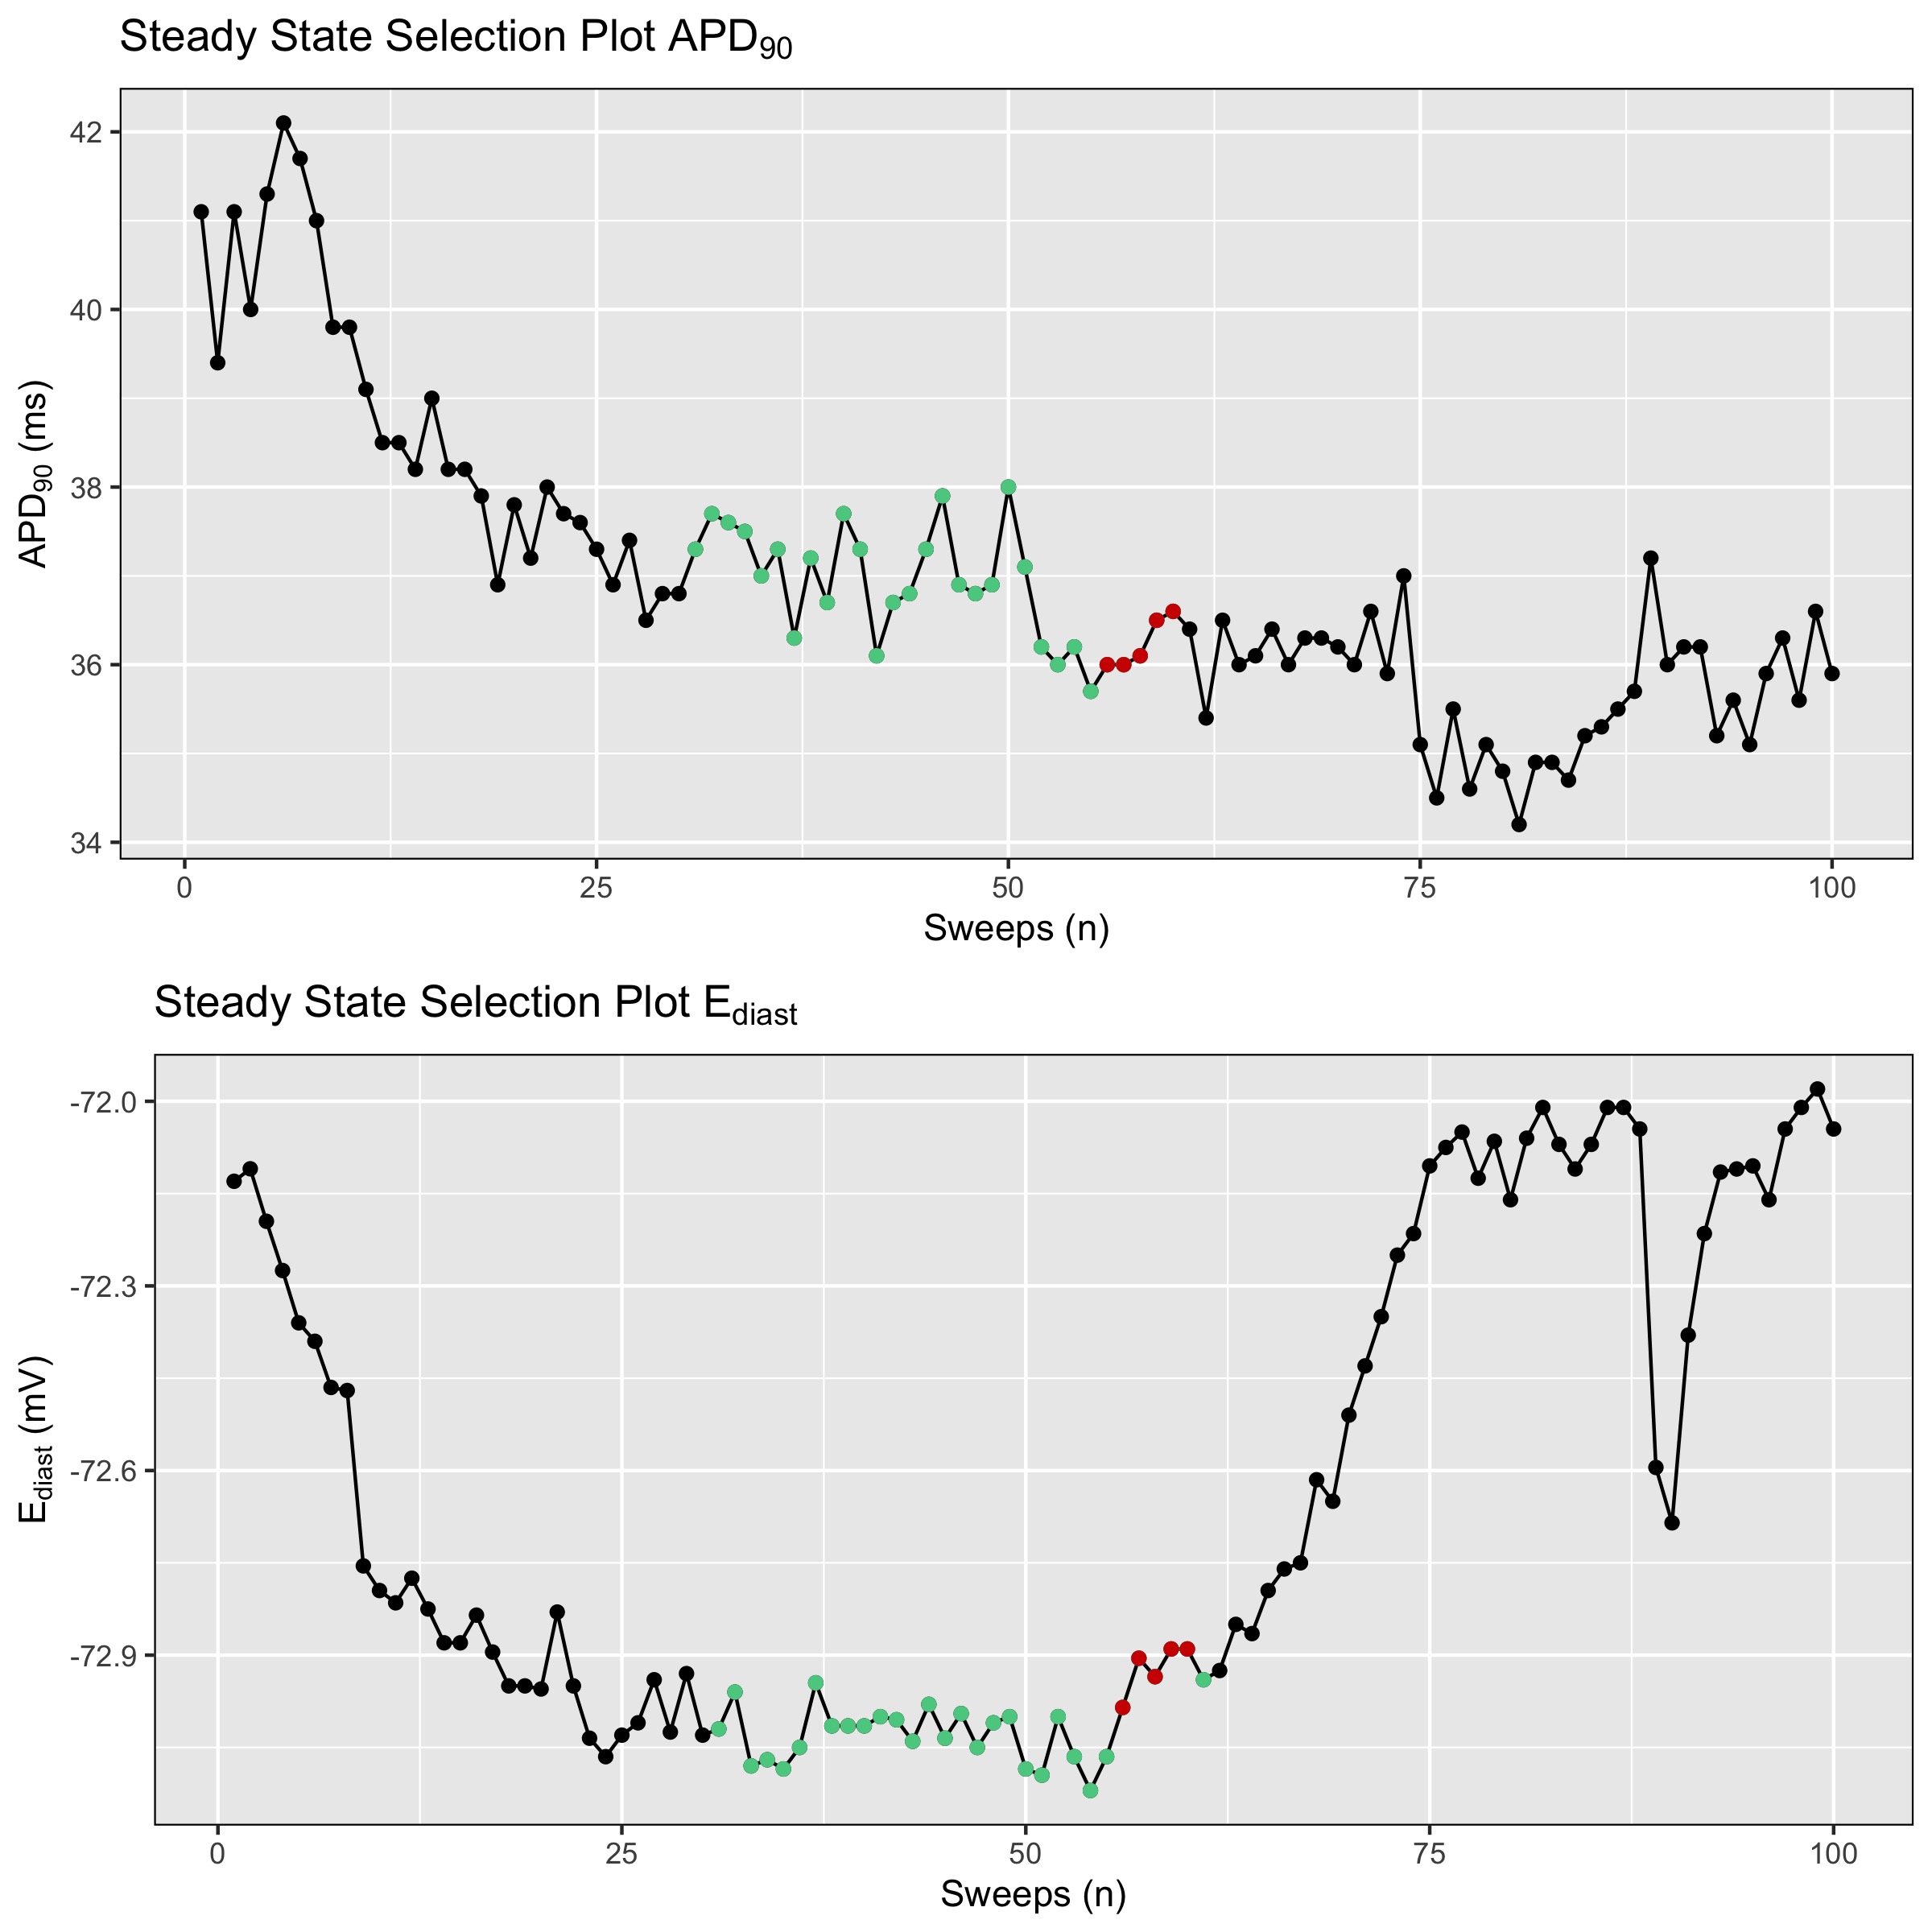 Steady State Selection Plot APD90
42
40
38
36
34
APD90 (ms)
0 25 50 75 100
Sweeps (n)
Steady State Selection Plot Ediast
-72.0
-72.3
-72.6
-72.9
Ediast (mV)
0 25 50 75 100
Sweeps (n)